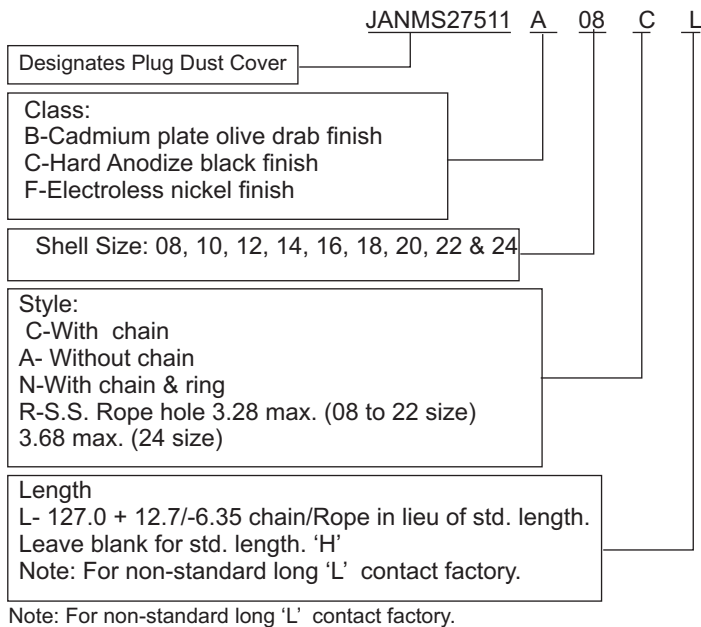 JANMS27511 A 08 C L
Designates Plug Dust Cover
Class:
B-Cadmium plate olive drab finish
C-Hard Anodize black finish
F-Electroless nickel finish
Shell Size: 08, 10, 12, 14, 16, 18, 20, 22 & 24
Style:
C-With chain
A- Without chain
N-With chain & ring
R-S.S. Rope hole 3.28 max. (08 to 22 size)
3.68 max. (24 size)
Length
L- 127.0 + 12.7/-6.35 chain/Rope in lieu of std. length.
Leave blank for std. length. ‘H’
Note: For non-standard long ‘L’ contact factory.
Note: For non-standard long ‘L’ contact factory.